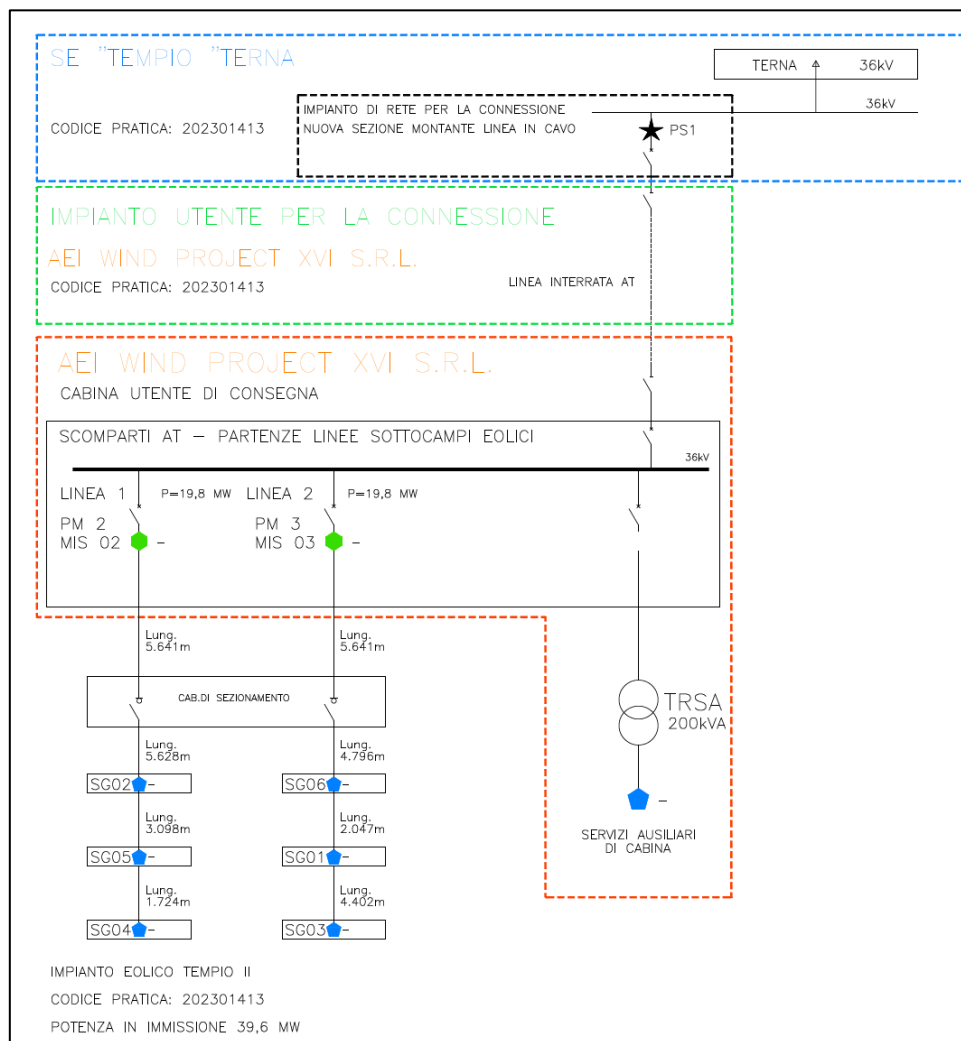 SE "TEMPIO "TERNA
TERNA 36kV
36kV
IMPIANTO DI RETE PER LA CONNESSIONE
CODICE PRATICA: 202301413
NUOVA SEZIONE MONTANTE LINEA IN CAVO
PS1
IMPIANTO UTENTE PER LA CONNESSIONE
AEI WIND PROJECT XVI S.R.L.
CODICE PRATICA: 202301413
LINEA INTERRATA AT
AEI WIND PROJECT XVI S.R.L.
CABINA UTENTE DI CONSEGNA
SCOMPARTI AT – PARTENZE LINEE SOTTOCAMPI EOLICI
36kV
LINEA 1 P=19,8 MW LINEA 2 P=19,8 MW
PM 2 PM 3
MIS 02 – MIS 03 –
Lung. Lung.
5.641m 5.641m
CAB.DI SEZIONAMENTO
TRSA
200kVA
Lung. Lung.
5.628m 4.796m
SG02 – SG06 –
–
Lung. Lung.
3.098m 2.047m
SERVIZI AUSILIARI
DI CABINA
SG05 – SG01 –
Lung. Lung.
1.724m 4.402m
SG04 – SG03 –
IMPIANTO EOLICO TEMPIO II
CODICE PRATICA: 202301413
POTENZA IN IMMISSIONE 39,6 MW